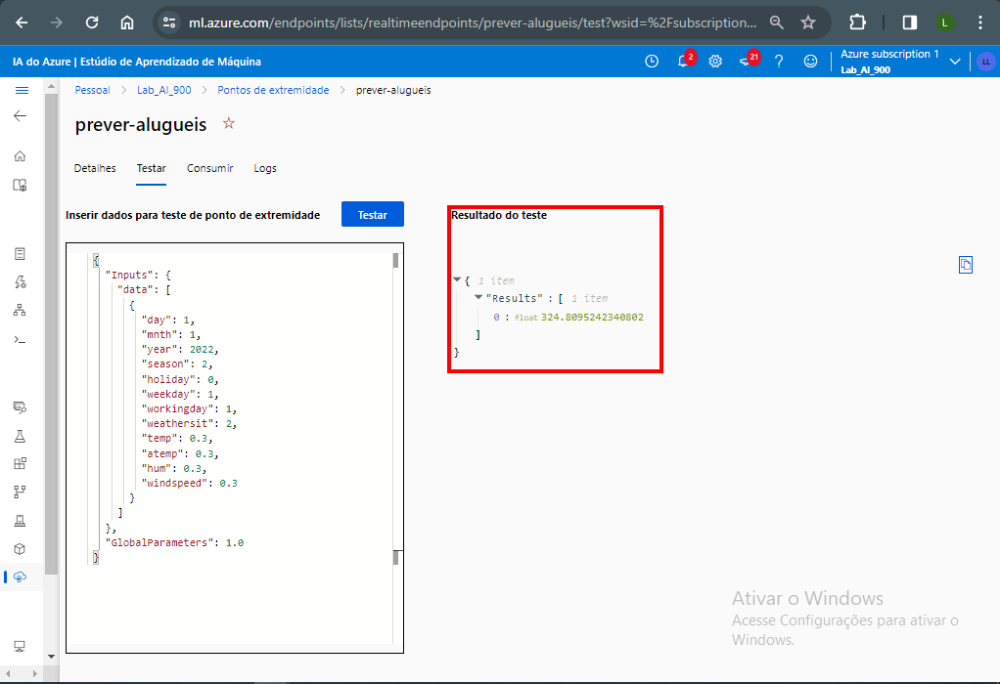 ml.azure.com/endpoints/lists/realtimeendpoints/prever-alugueis/test?wsid=%2Fsubscription...
L
IA do Azure | Estúdio de Aprendizado de Máquina
2
21
?
Azure subscription 1
Lab_AI_900
LL
Pessoal > Lab_AI_900 > Pontos de extremidade > prever-alugueis
prever-alugueis
Detalhes Testar Consumir Logs
Inserir dados para teste de ponto de extremidade
Testar
{
"Inputs": {
"data": [
{
"day": 1,
"mnth": 1,
"year": 2022,
"season": 2,
"holiday": 0,
"weekday": 1,
"workingday": 1,
"weathersit": 2,
"temp": 0.3,
"atemp": 0.3,
"hum": 0.3,
"windspeed": 0.3
}
]
},
"GlobalParameters": 1.0
}
Resultado do teste
{ 1 item
"Results" : [ 1 item
0 : float 324.8095242340802
]
}
Ativar o Windows
Acesse Configurações para ativar o
Windows.